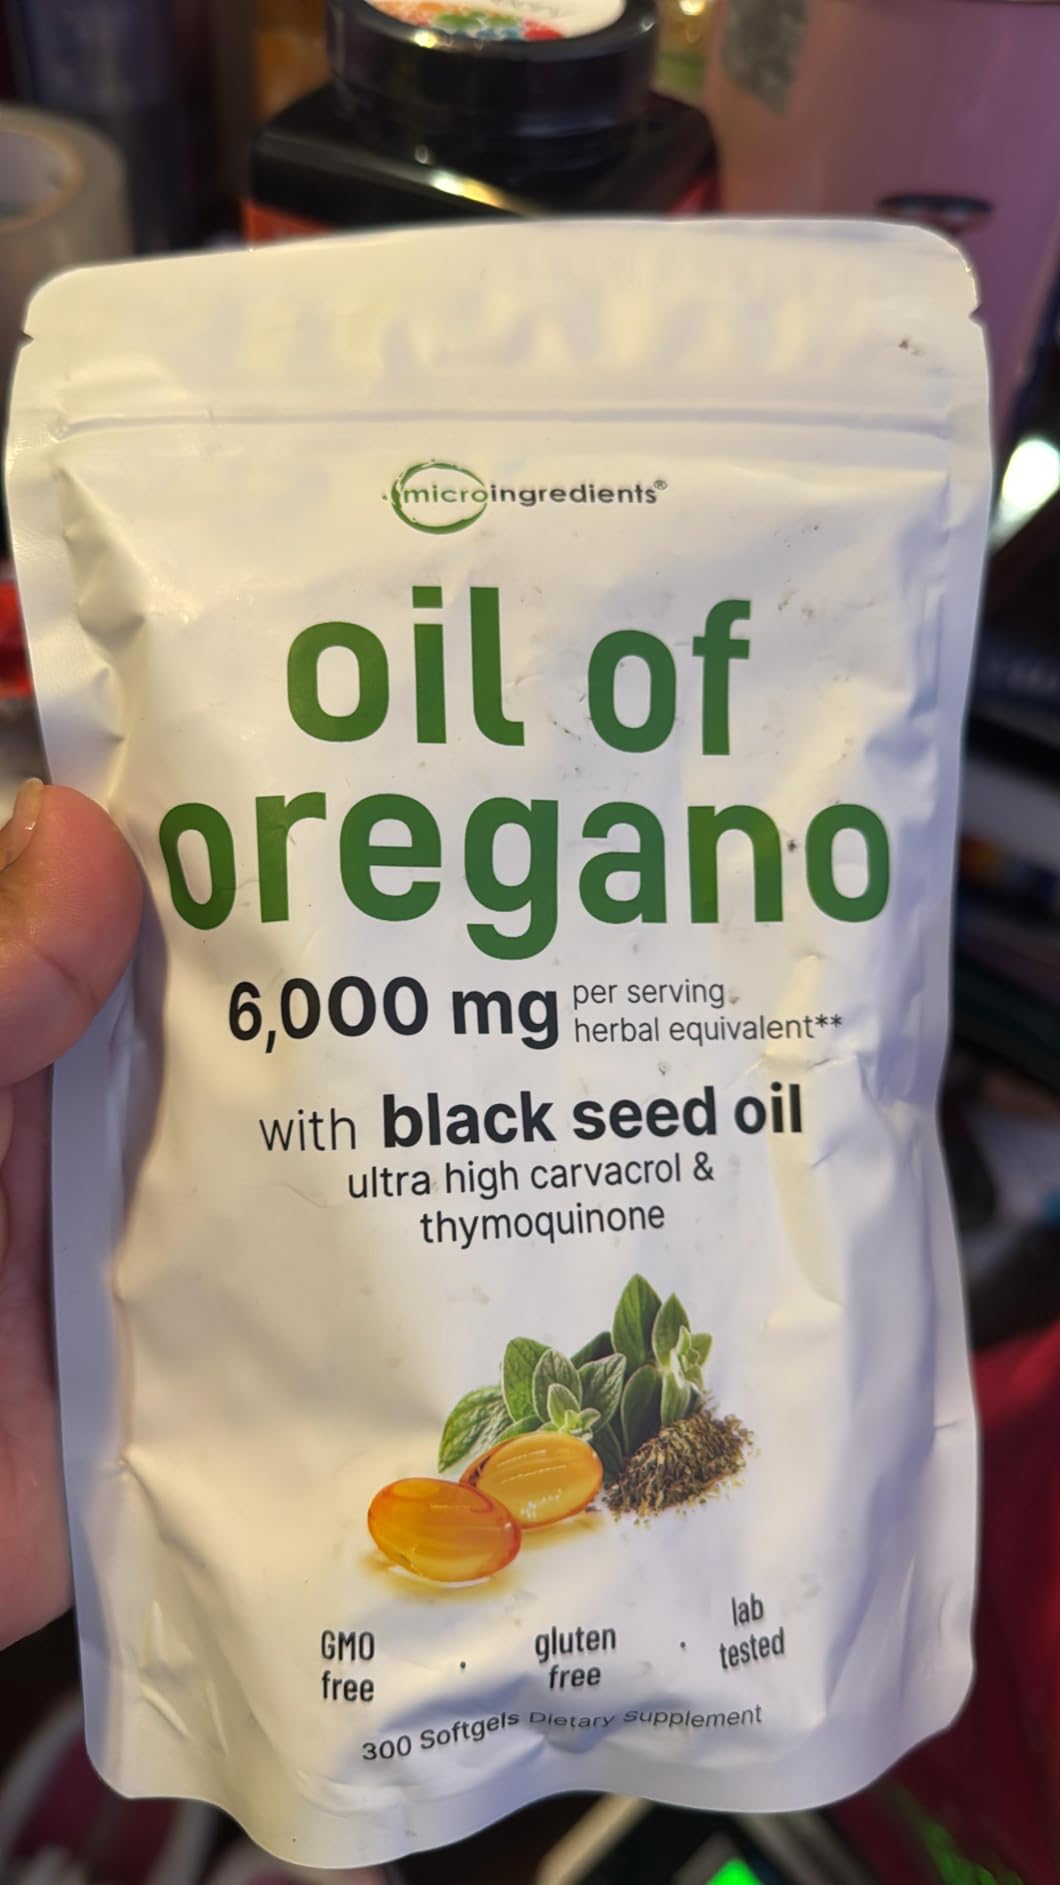 microingredients®
oil of
oregano
6,000 mg per serving
herbal equivalent**
with black seed oil
ultra high carvacrol &
thymoquinone
GMO free · gluten free · lab tested
300 Softgels Dietary Supplement